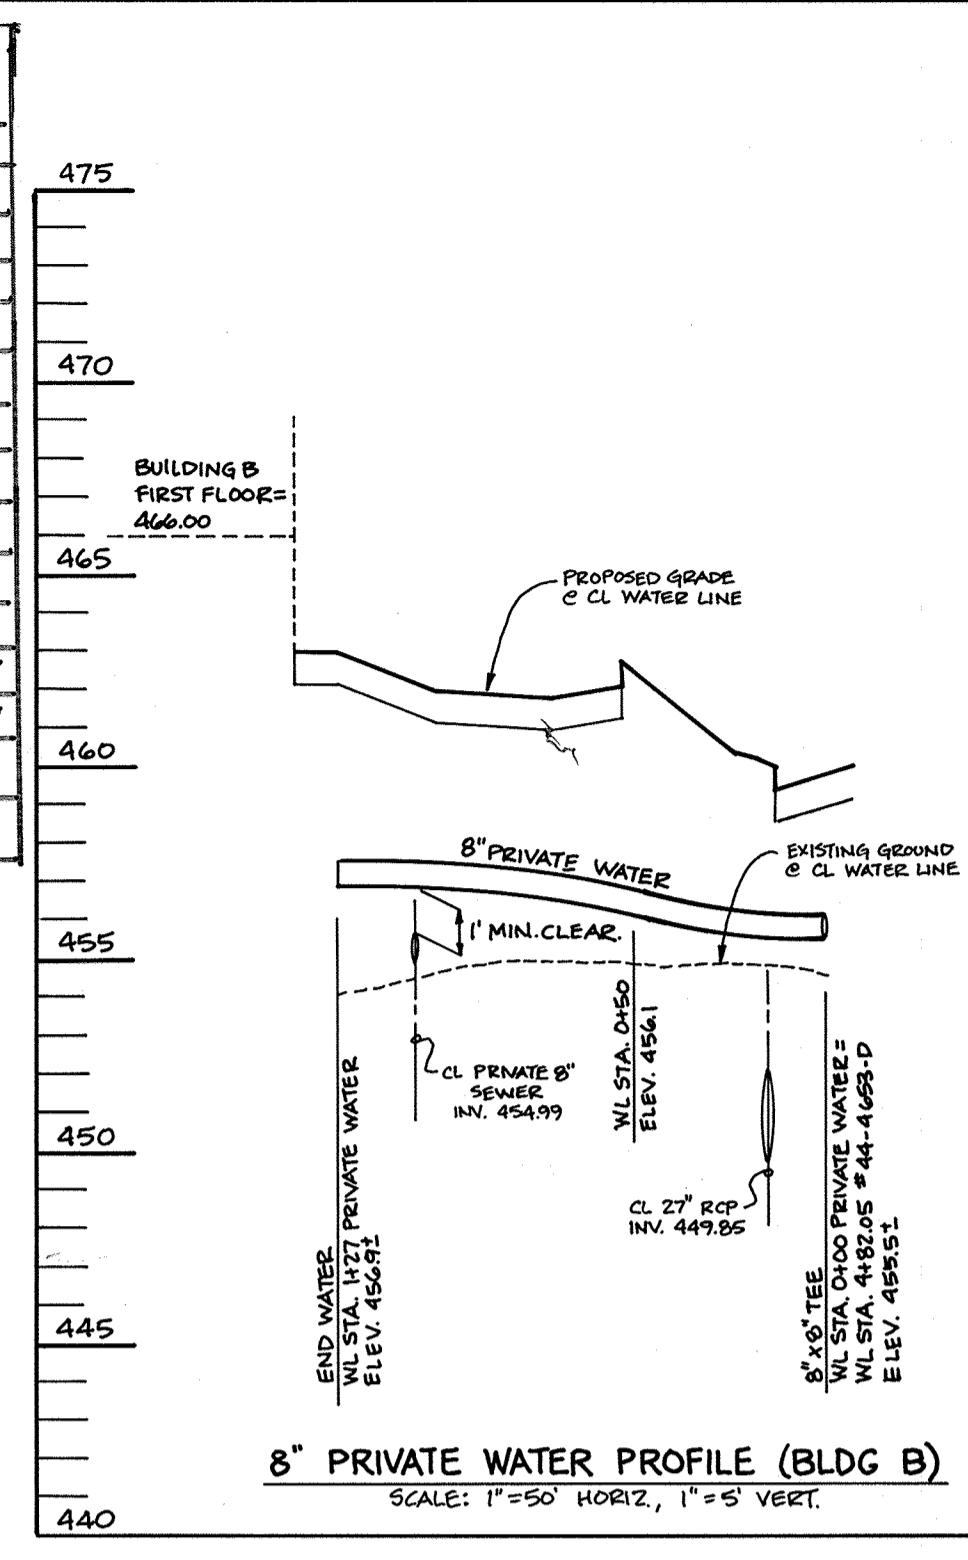 475
470
465
460
455
450
445
440
BUILDING B
FIRST FLOOR=
466.00
PROPOSED GRADE
@ CL WATER LINE
8" PRIVATE WATER
EXISTING GROUND
@ CL WATER LINE
1' MIN. CLEAR.
CL PRIVATE 8"
SEWER
INV. 454.99
WL STA. 0+50
ELEV. 456.1
CL 27" RCP
INV. 449.85
END WATER
WL STA. 1+27 PRIVATE WATER
ELEV. 456.9±
8"X8" TEE
WL STA. 0+00 PRIVATE WATER=
WL STA. 4+82.05 #44-4653-D
ELEV. 455.5±
8" PRIVATE WATER PROFILE (BLDG B)
SCALE: 1"=50' HORIZ., 1"=5' VERT.